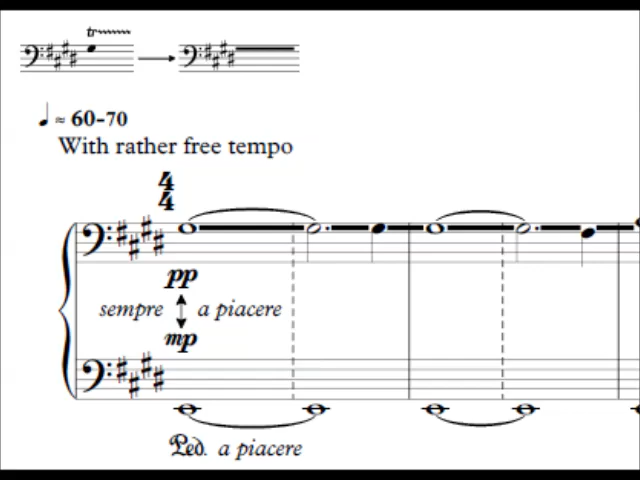 tr
≈ 60-70
With rather free tempo
4
4
pp
sempre a piacere
mp
Ped. a piacere